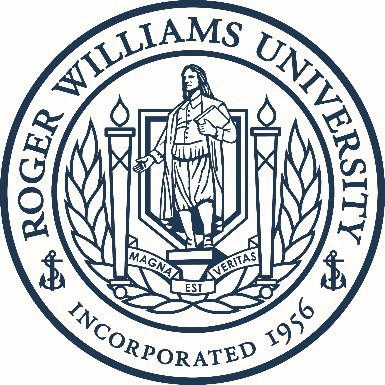 ROGER WILLIAMS UNIVERSITY
MAGNA EST VERITAS
INCORPORATED 1956